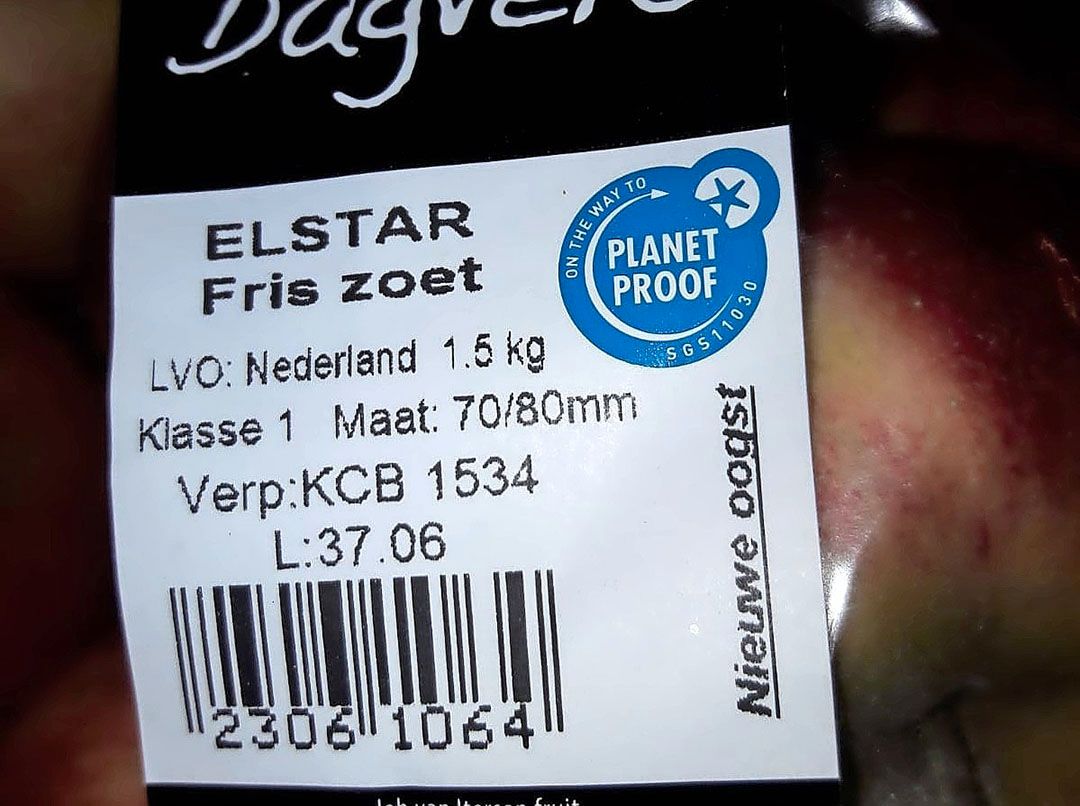 ELSTAR
Fris zoet
ON THE WAY TO
PLANET
PROOF
SGS11030
LVO: Nederland 1.5 kg
Klasse 1 Maat: 70/80mm
Verp:KCB 1534
L:37.06
Nieuwe oogst
2306 1064